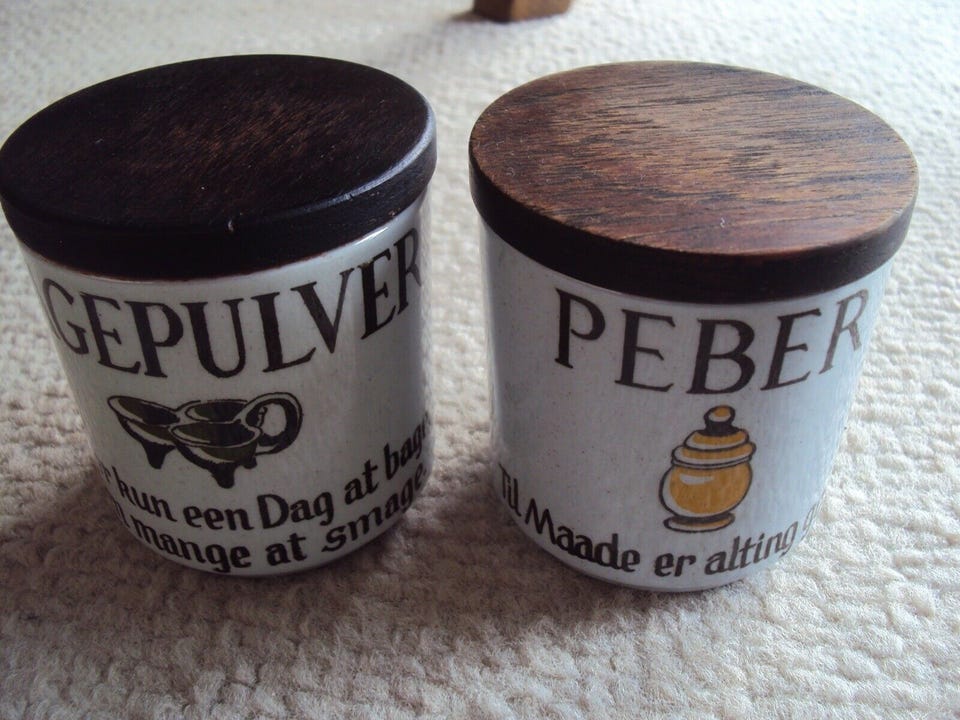 GEPULVER
kun een Dag at bage
mange at smage
PEBER
Til Maade er alting